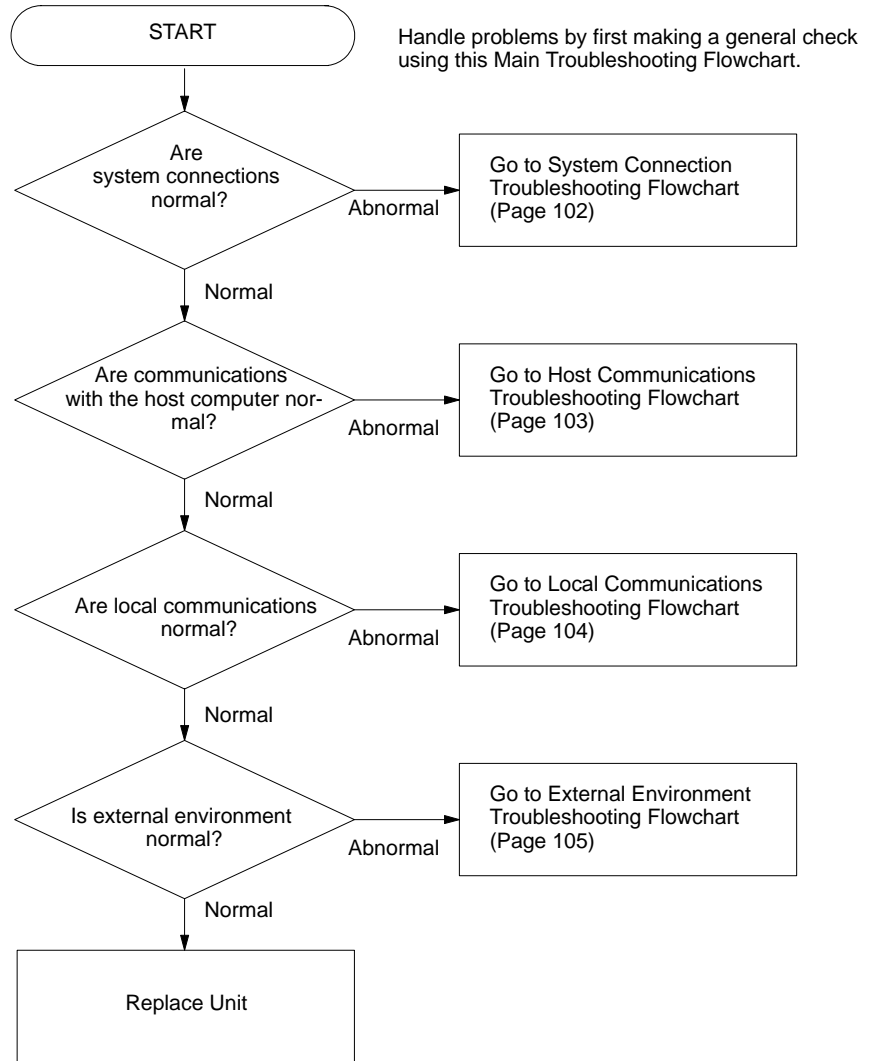 START
Handle problems by first making a general check
using this Main Troubleshooting Flowchart.
Are
system connections
normal?
Abnormal
Go to System Connection
Troubleshooting Flowchart
(Page 102)
Normal
Are communications
with the host computer nor-
mal?
Abnormal
Go to Host Communications
Troubleshooting Flowchart
(Page 103)
Normal
Are local communications
normal?
Abnormal
Go to Local Communications
Troubleshooting Flowchart
(Page 104)
Normal
Is external environment
normal?
Abnormal
Go to External Environment
Troubleshooting Flowchart
(Page 105)
Normal
Replace Unit